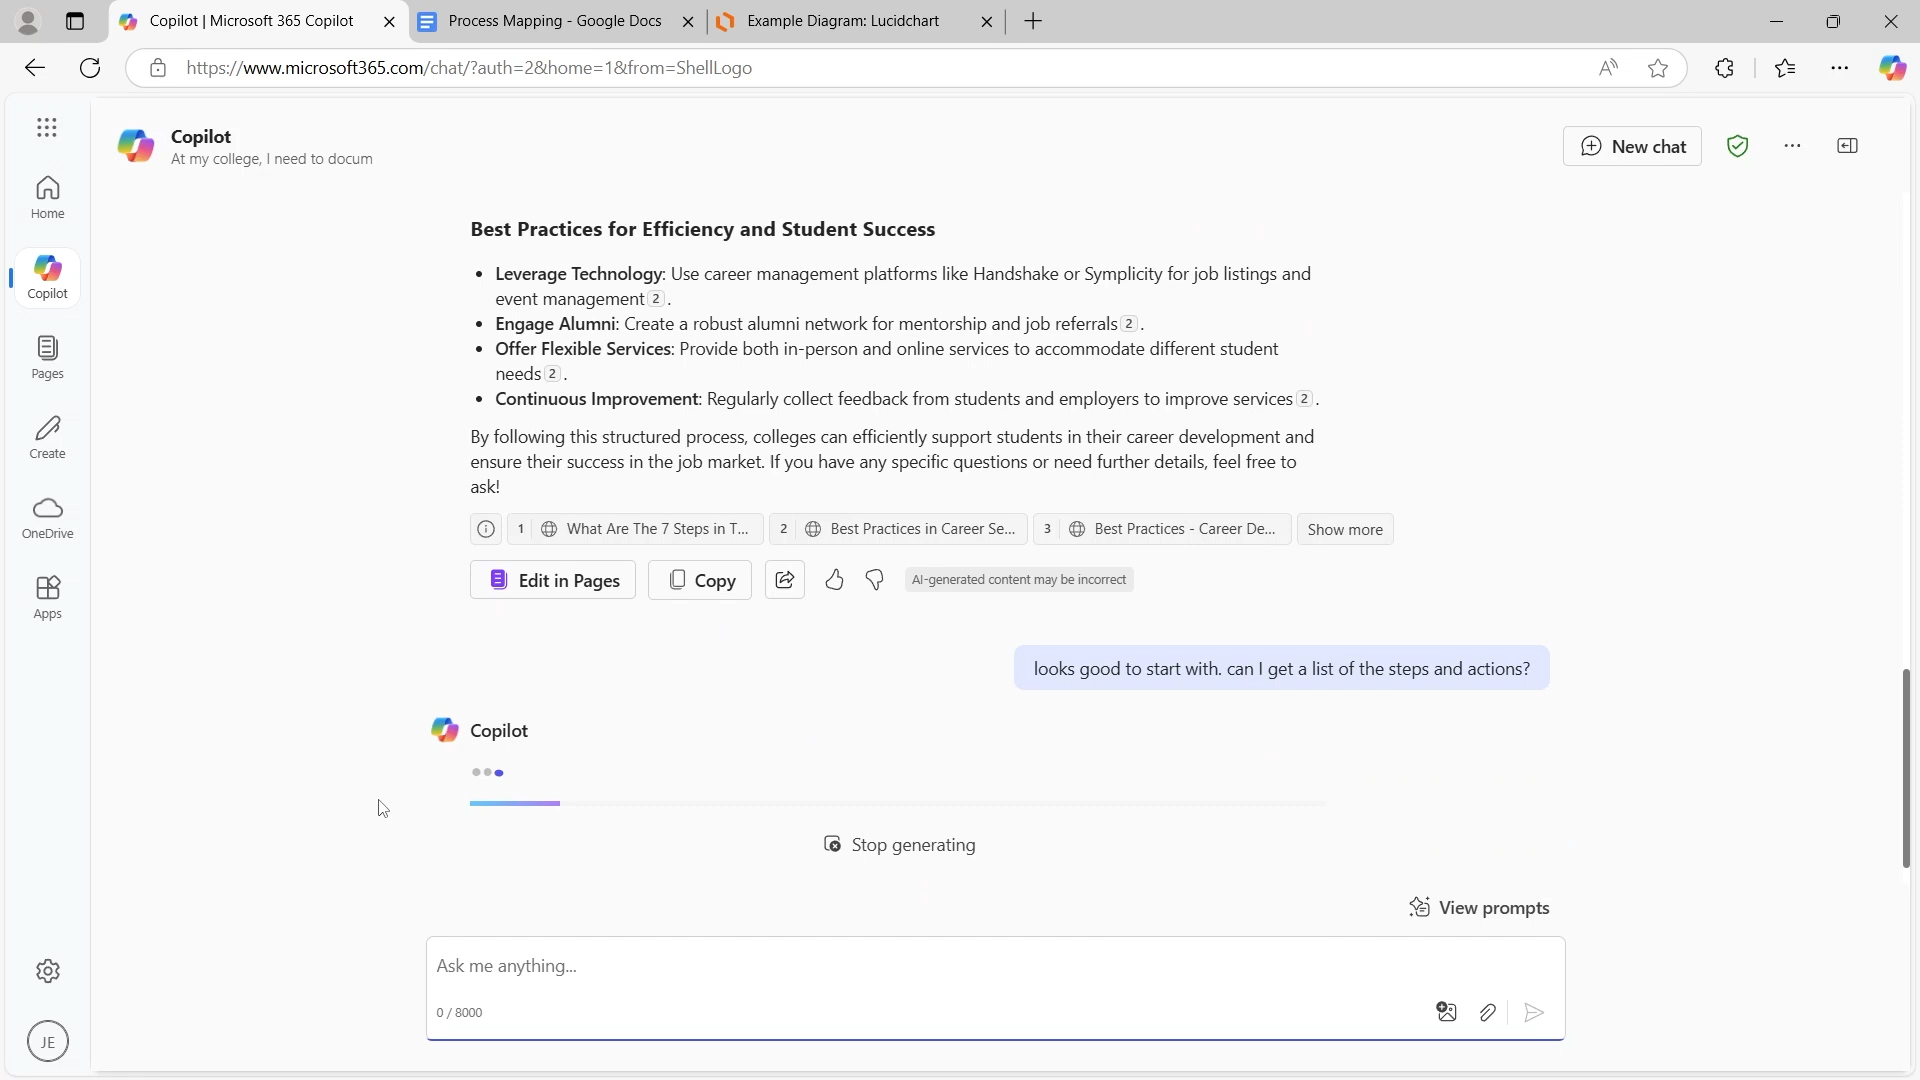 Copilot | Microsoft 365 Copilot
Process Mapping - Google Docs
Example Diagram: Lucidchart
https://www.microsoft365.com/chat/?auth=2&home=1&from=ShellLogo
Copilot
At my college, I need to docum
New chat
Home
Copilot
Pages
Create
OneDrive
Apps
JE
Best Practices for Efficiency and Student Success
• Leverage Technology: Use career management platforms like Handshake or Symplicity for job listings and
event management 2 .
• Engage Alumni: Create a robust alumni network for mentorship and job referrals 2 .
• Offer Flexible Services: Provide both in-person and online services to accommodate different student
needs 2 .
• Continuous Improvement: Regularly collect feedback from students and employers to improve services 2 .
By following this structured process, colleges can efficiently support students in their career development and
ensure their success in the job market. If you have any specific questions or need further details, feel free to
ask!
1 What Are The 7 Steps in T... 2 Best Practices in Career Se... 3 Best Practices - Career De... Show more
Edit in Pages Copy AI-generated content may be incorrect
looks good to start with. can I get a list of the steps and actions?
Copilot
Stop generating
View prompts
Ask me anything...
0 / 8000